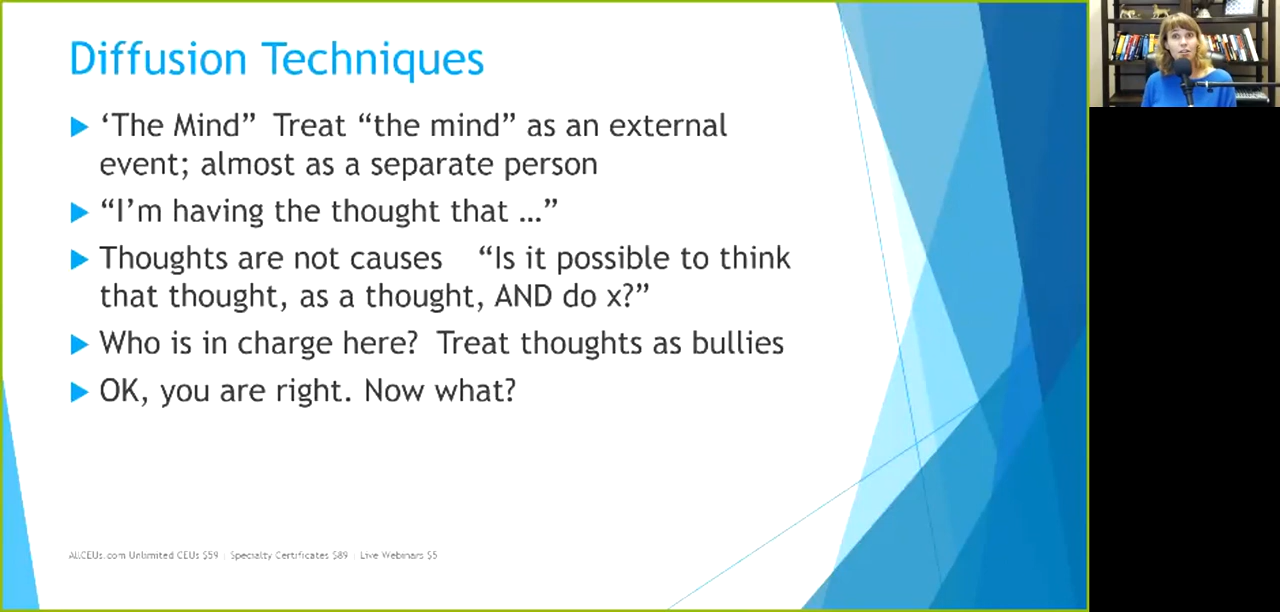 Diffusion Techniques
‘The Mind” Treat “the mind” as an external
event; almost as a separate person
“I’m having the thought that …”
Thoughts are not causes “Is it possible to think
that thought, as a thought, AND do x?”
Who is in charge here? Treat thoughts as bullies
OK, you are right. Now what?
AllCEUs.com Unlimited CEUs $59 | Specialty Certificates $89 | Live Webinars $5